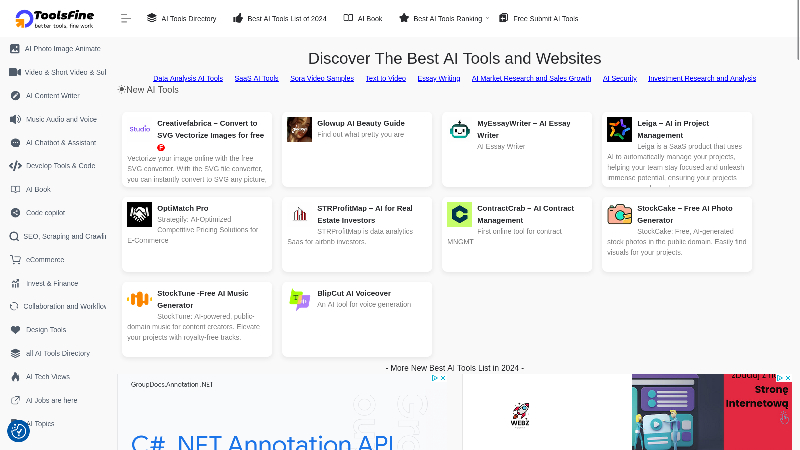 ToolsFine
better tools. fine work
AI Tools Directory
Best AI Tools List of 2024
AI Book
Best AI Tools Ranking
Free Submit AI Tools
AI Photo Image Animate
Video & Short Video & Sul
AI Content Writer
Music Audio and Voice
AI Chatbot & Assistant
Develop Tools & Code
AI Book
Code copilot
SEO, Scraping and Crawlin
eCommerce
Invest & Finance
Collaboration and Workflow
Design Tools
all AI Tools Directory
AI Tech Views
AI Jobs are here
Topics
Discover The Best AI Tools and Websites
Data Analysis AI Tools
SaaS AI Tools
Sora Video Samples
Text to Video
Essay Writing
AI Market Research and Sales Growth
AI Security
Investment Research and Analysis
New AI Tools
Studio
Creativefabrica – Convert to
SVG Vectorize Images for free
Vectorize your image online with the free
SVG converter. With the SVG file converter,
you can instantly convert to SVG any picture,
Glowup AI Beauty Guide
Find out what pretty you are
MyEssayWriter – AI Essay
Writer
AI Essay Writer
Leiga – AI in Project
Management
Leiga is a SaaS product that uses
AI to automatically manage your projects,
helping your team stay focused and unleash
immense potential, ensuring your projects
OptiMatch Pro
Strategify: AI-Optimized
Competitive Pricing Solutions for
E-Commerce
STRProfitMap – AI for Real
Estate Investors
STRProfitMap is data analytics
Saas for airbnb investors.
ContractCrab – AI Contract
Management
First online tool for contract
MNGMT
StockCake – Free AI Photo
Generator
StockCake: Free, AI-generated
stock photos in the public domain. Easily find
visuals for your projects.
StockTune -Free AI Music
Generator
StockTune: AI-powered, public-
domain music for content creators. Elevate
your projects with royalty-free tracks.
BlipCut AI Voiceover
An AI tool for voice generation
- More New Best AI Tools List in 2024 -
GroupDocs.Annotation .NET
C# .NET Annotation API
WEBZ
Zbuduj z nami
Stronę
Internetową